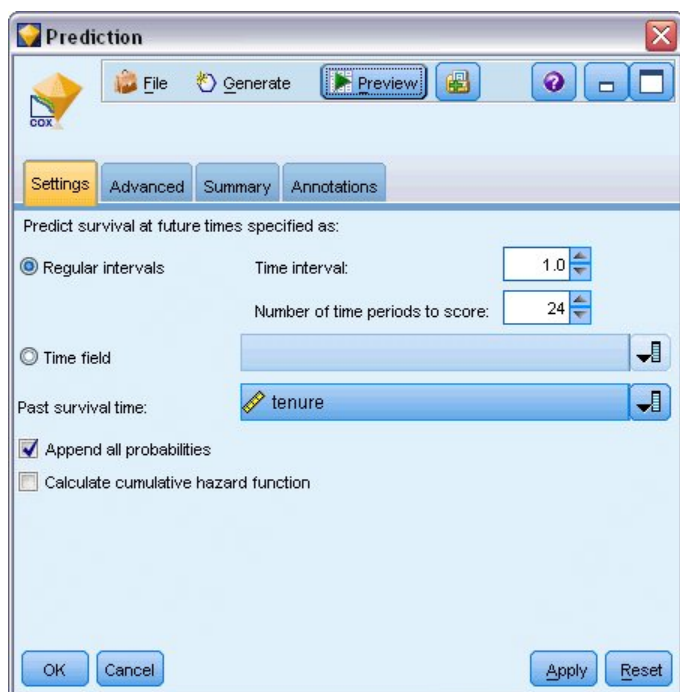 Prediction
File Generate Preview
COX
Settings Advanced Summary Annotations
Predict survival at future times specified as:
Regular intervals Time interval: 1.0
Number of time periods to score: 24
Time field
Past survival time: tenure
Append all probabilities
Calculate cumulative hazard function
OK Cancel Apply Reset